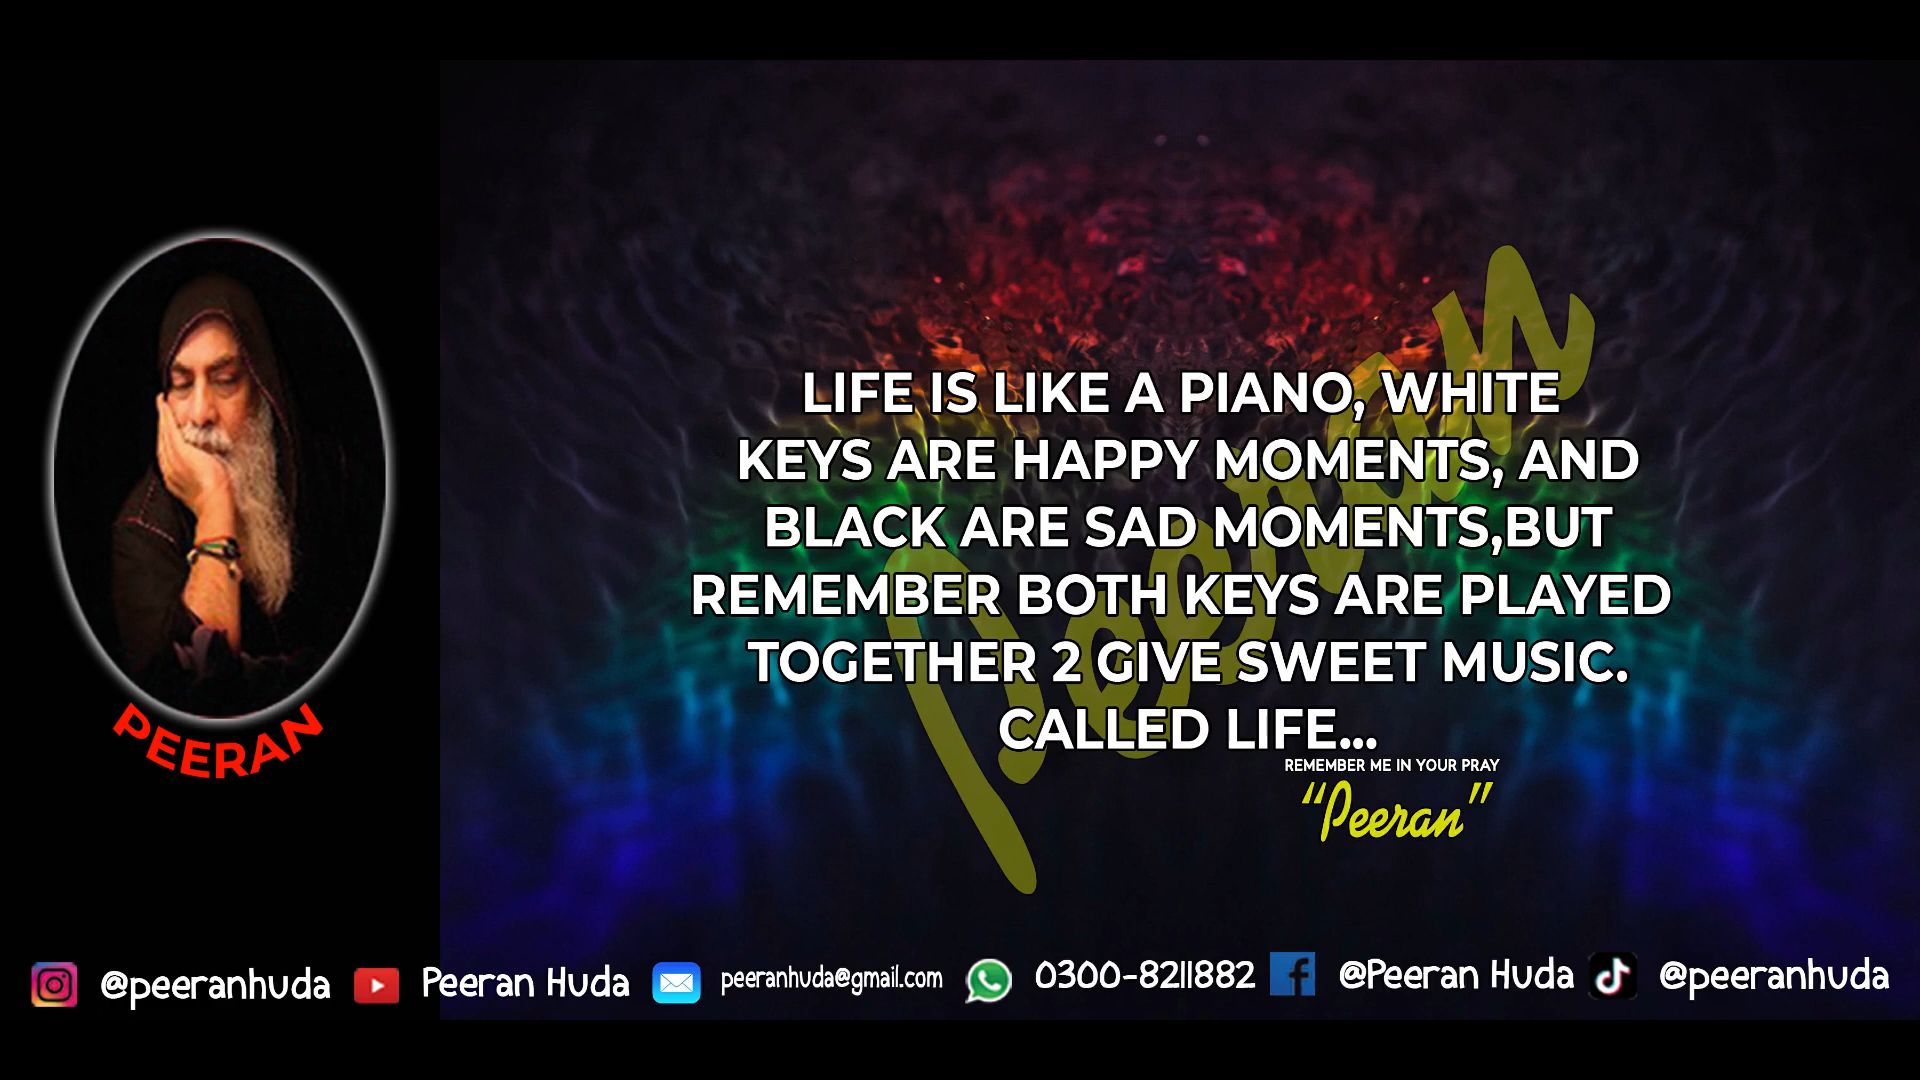 LIFE IS LIKE A PIANO, WHITE
KEYS ARE HAPPY MOMENTS, AND
BLACK ARE SAD MOMENTS,BUT
REMEMBER BOTH KEYS ARE PLAYED
TOGETHER 2 GIVE SWEET MUSIC.
CALLED LIFE...
REMEMBER ME IN YOUR PRAY
“Peeran”
Peeran
PEERAN
@peeranhuda Peeran Huda peeranhuda@gmail.com 0300-8211882 @Peeran Huda @peeranhuda